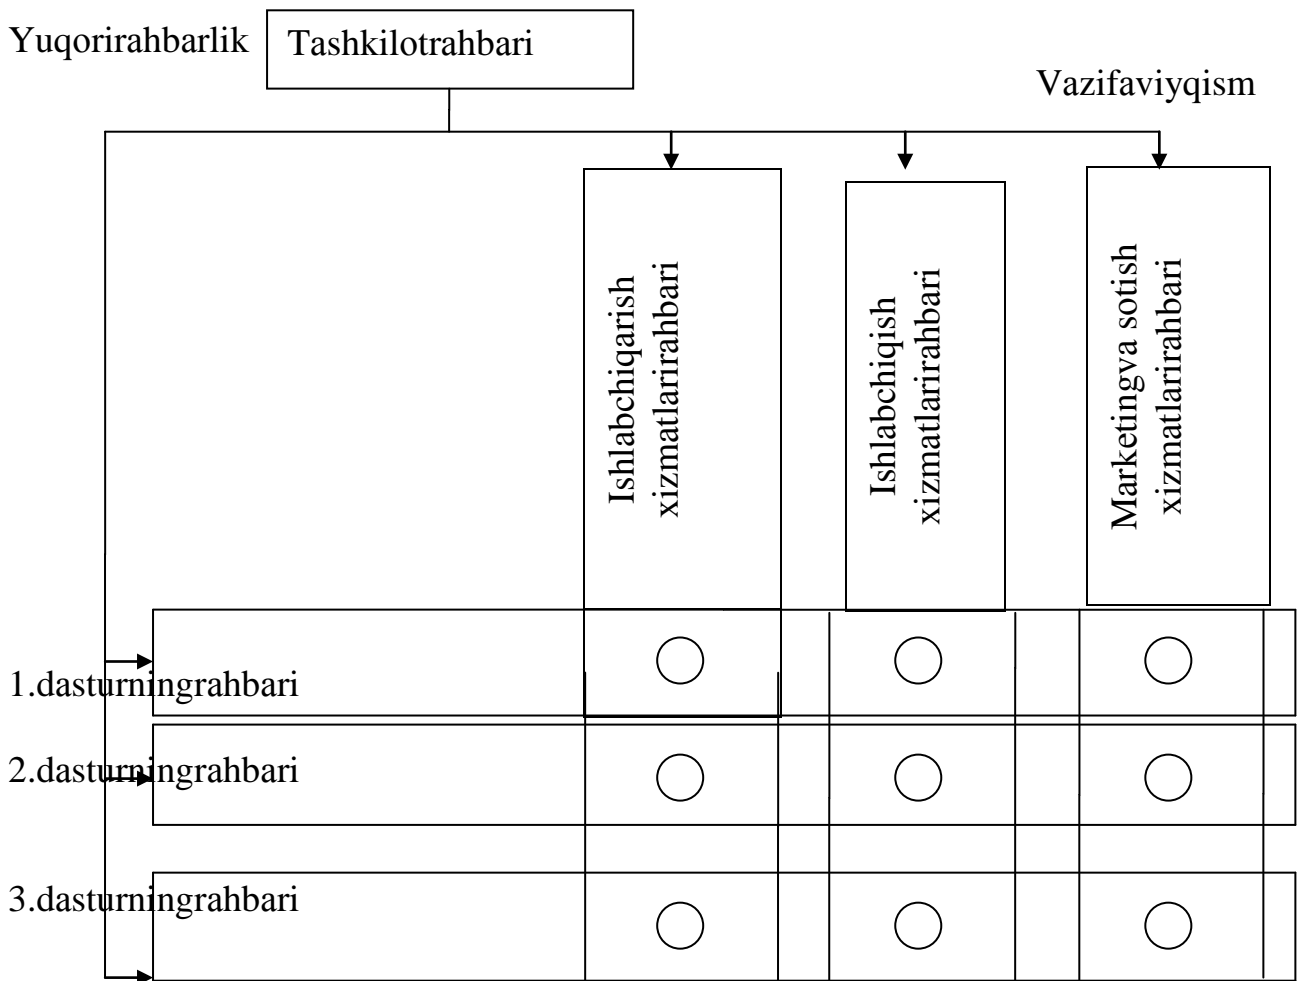 Yuqorirahbarlik
Tashkilotrahbari
Vazifaviyqism
Ishlabchiqarish
xizmatlarirahbari
Ishlabchiqish
xizmatlarirahbari
Marketingva sotish
xizmatlarirahbari
1.dasturningrahbari
2.dasturningrahbari
3.dasturningrahbari